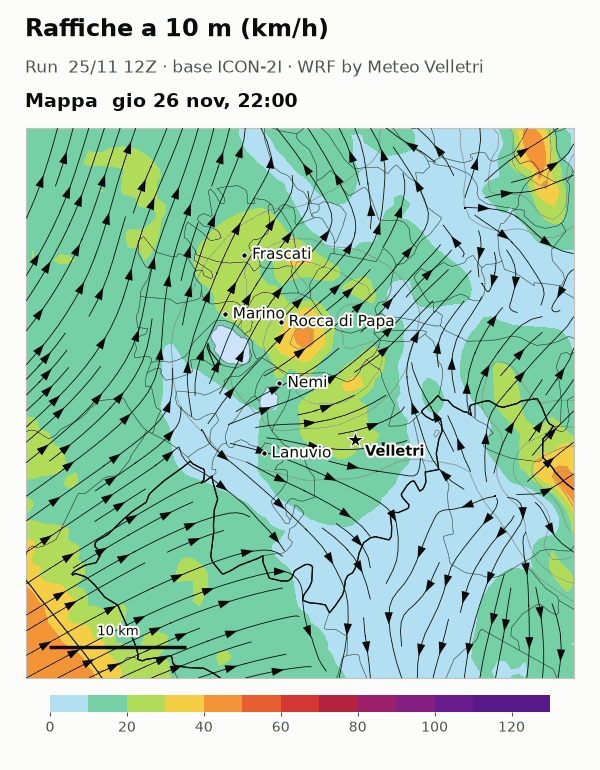 Raffiche a 10 m (km/h)
Run  25/11 12Z · base ICON-2I · WRF by Meteo Velletri
Mappa  gio 26 nov, 22:00
Frascati
Marino
Rocca di Papa
Nemi
Velletri
Lanuvio
10 km
0 20 40 60 80 100 120